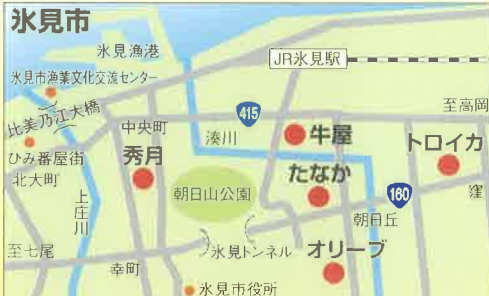 氷見市
氷見漁港
JR氷見駅
氷見市漁業文化交流センター
415
至高岡
比美乃江大橋
中央町
湊川
牛屋
トロイカ
ひみ番屋街
北大町
秀月
たなか
朝日山公園
160
窪
上庄川
朝日丘
至七尾
氷見トンネル
オリーブ
幸町
氷見市役所